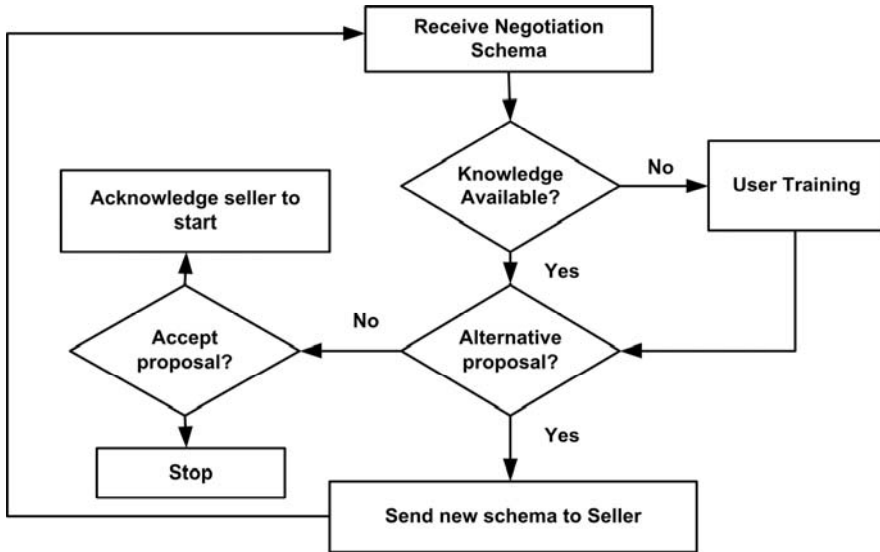 Receive Negotiation
Schema
Knowledge
Available?
No
User Training
Acknowledge seller to
start
Yes
Accept
proposal?
No
Alternative
proposal?
Yes
Stop
Send new schema to Seller